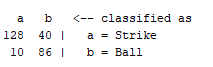 a b <-- classified as
128 40 | a = Strike
10 86 | b = Ball